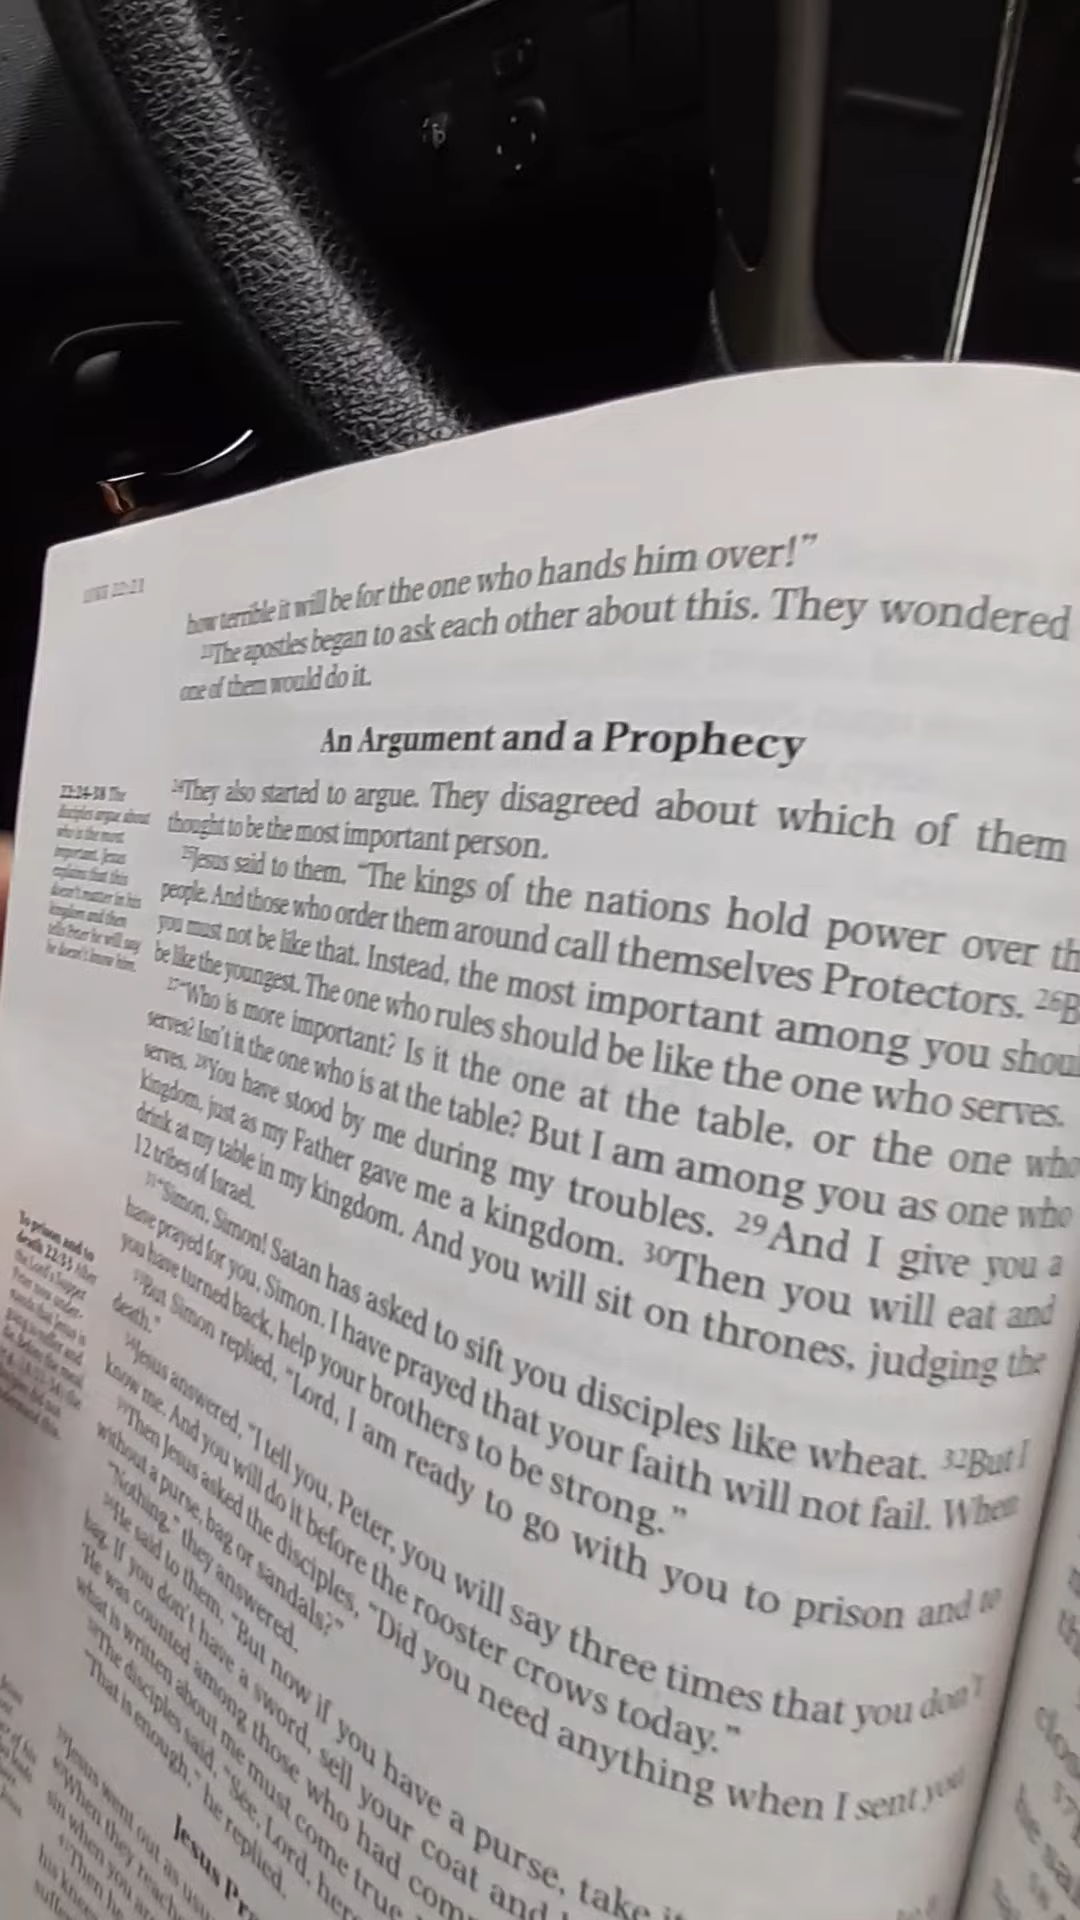 LUKE 22:21
how terrible it will be for the one who hands him over!”
23The apostles began to ask each other about this. They wondered
one of them would do it.
An Argument and a Prophecy
24They also started to argue. They disagreed about which of them
thought to be the most important person.
25Jesus said to them, “The kings of the nations hold power over th
people. And those who order them around call themselves Protectors. 26B
you must not be like that. Instead, the most important among you shou
be like the youngest. The one who rules should be like the one who serves.
27“Who is more important? Is it the one at the table, or the one who
serves? Isn’t it the one who is at the table? But I am among you as one who
serves. 28You have stood by me during my troubles. 29And I give you a
kingdom, just as my Father gave me a kingdom. 30Then you will eat and
drink at my table in my kingdom. And you will sit on thrones, judging the
12 tribes of Israel.
31“Simon, Simon! Satan has asked to sift you disciples like wheat. 32But I
have prayed for you, Simon. I have prayed that your faith will not fail. When
you have turned back, help your brothers to be strong.”
33But Simon replied, “Lord, I am ready to go with you to prison and to
death.”
34Jesus answered, “I tell you, Peter, you will say three times that you don’t
know me. And you will do it before the rooster crows today.”
35Then Jesus asked the disciples, “Did you need anything when I sent you
without a purse, bag or sandals?”
“Nothing,” they answered.
36He said to them, “But now if you have a purse, take it
bag. If you don’t have a sword, sell your coat and
‘He was counted among those who had com
what is written about me must come true
38The disciples said, “See, Lord, here
“That is enough,” he replied.
Jesus Pr
39Jesus went out as usu
40When they reach
sin when you a
41Then he
his knee
suffe
22:24-38 The
disciples argue about
who is the most
important. Jesus
explains that this
doesn’t matter in his
kingdom and then
tells Peter he will say
he doesn’t know him.
To prison and to
death 22:33 After
the Lord’s Supper
Peter now under-
stands that Jesus is
going to suffer and